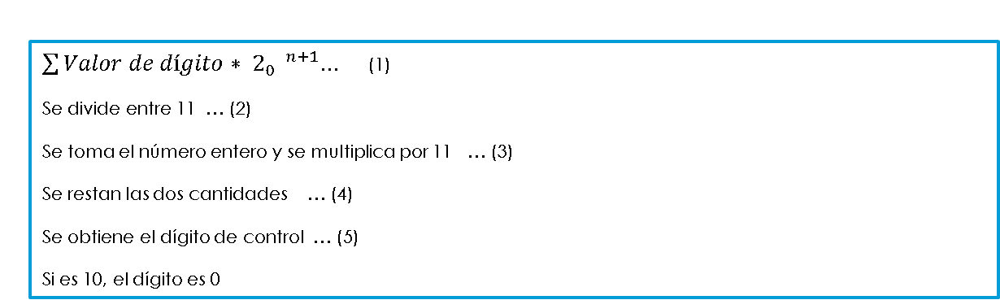 ∑ Valor de dígito * 2₀ ⁿ⁺¹... (1)
Se divide entre 11 ... (2)
Se toma el número entero y se multiplica por 11 ... (3)
Se restan las dos cantidades ... (4)
Se obtiene el dígito de control ... (5)
Si es 10, el dígito es 0